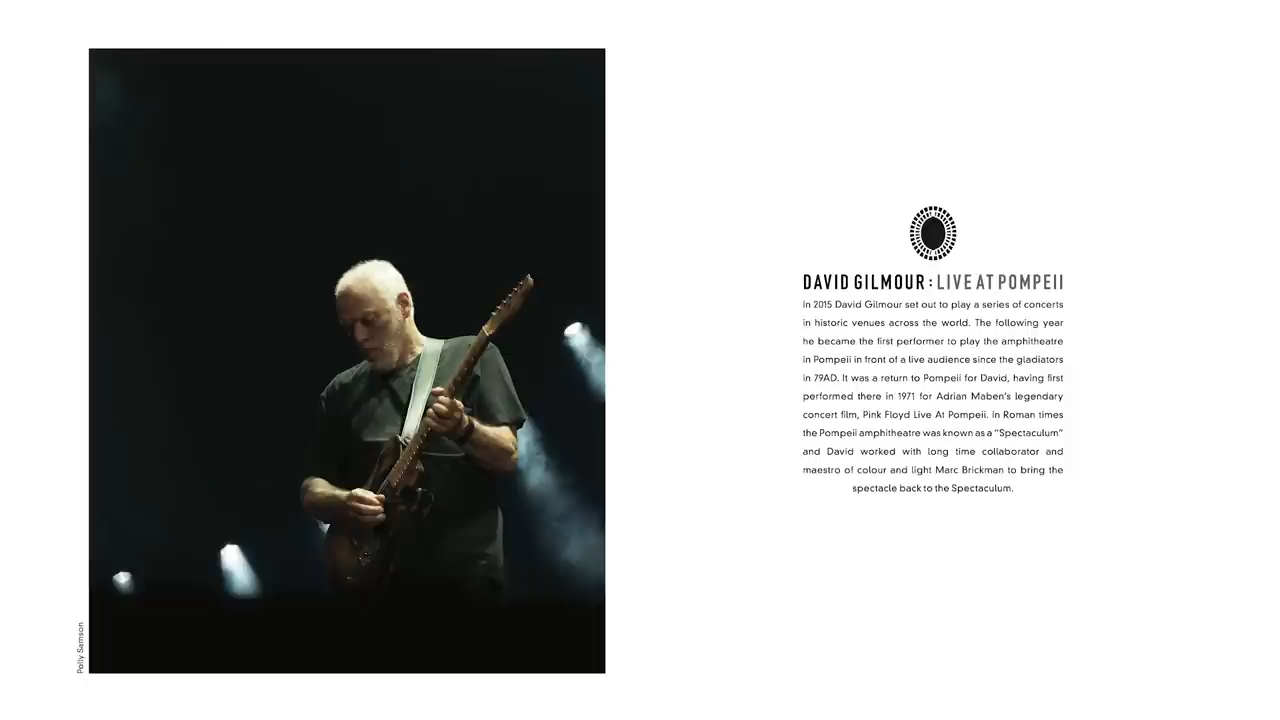 Polly Samson
DAVID GILMOUR : LIVE AT POMPEII
In 2015 David Gilmour set out to play a series of concerts
in historic venues across the world. The following year
he became the first performer to play the amphitheatre
in Pompeii in front of a live audience since the gladiators
in 79AD. It was a return to Pompeii for David, having first
performed there in 1971 for Adrian Maben's legendary
concert film, Pink Floyd Live At Pompeii. In Roman times
the Pompeii amphitheatre was known as a "Spectaculum"
and David worked with long time collaborator and
maestro of colour and light Marc Brickman to bring the
spectacle back to the Spectaculum.